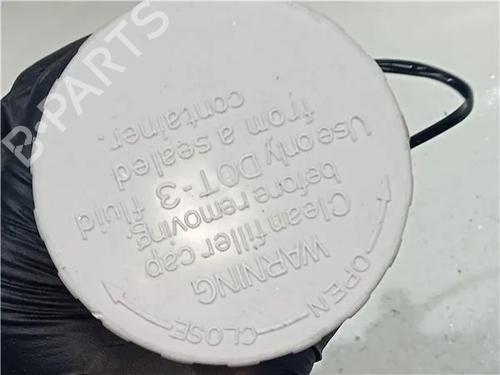 WARNING
Clean filler cap
before removing.
Use only DOT-3 fluid
from a sealed
container.
OPEN
CLOSE
B-PARTS